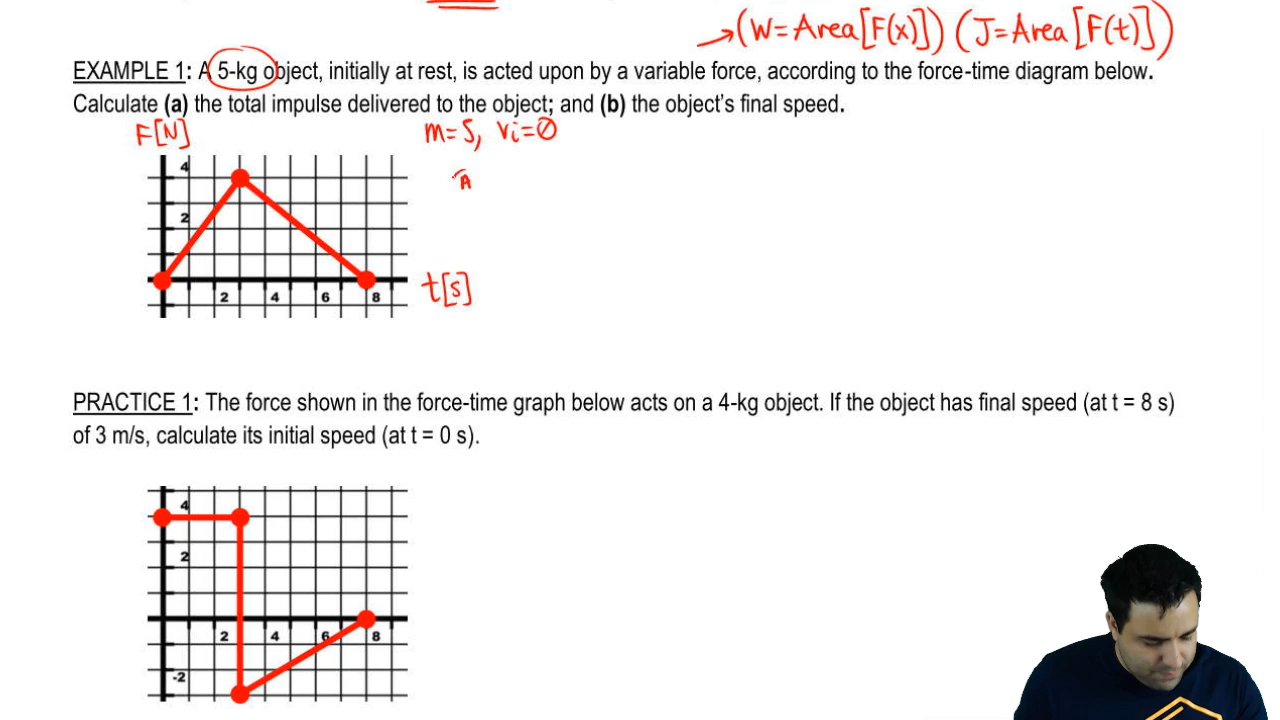 →(W=Area[F(x)]) (J=Area[F(t)])
EXAMPLE 1: A 5-kg object, initially at rest, is acted upon by a variable force, according to the force-time diagram below.
Calculate (a) the total impulse delivered to the object; and (b) the object's final speed.
F[N]
m=5, vi=0
4
A
2
2 4 6 8
t[s]
PRACTICE 1: The force shown in the force-time graph below acts on a 4-kg object. If the object has final speed (at t = 8 s)
of 3 m/s, calculate its initial speed (at t = 0 s).
4
2
2 4 6 8
-2